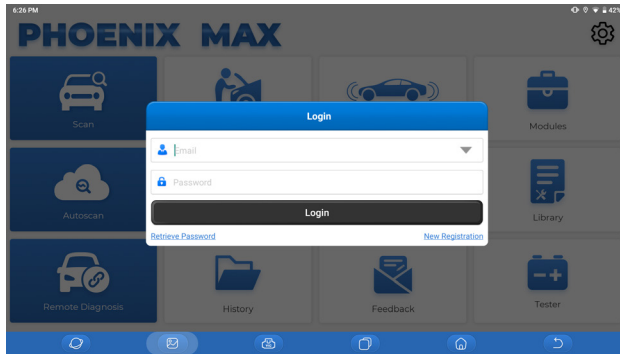 6:26 PM
42%
PHOENIX MAX
Scan
Modules
Login
Email
Password
Login
Retrieve Password
New Registration
Autoscan
Library
Remote Diagnosis
History
Feedback
Tester